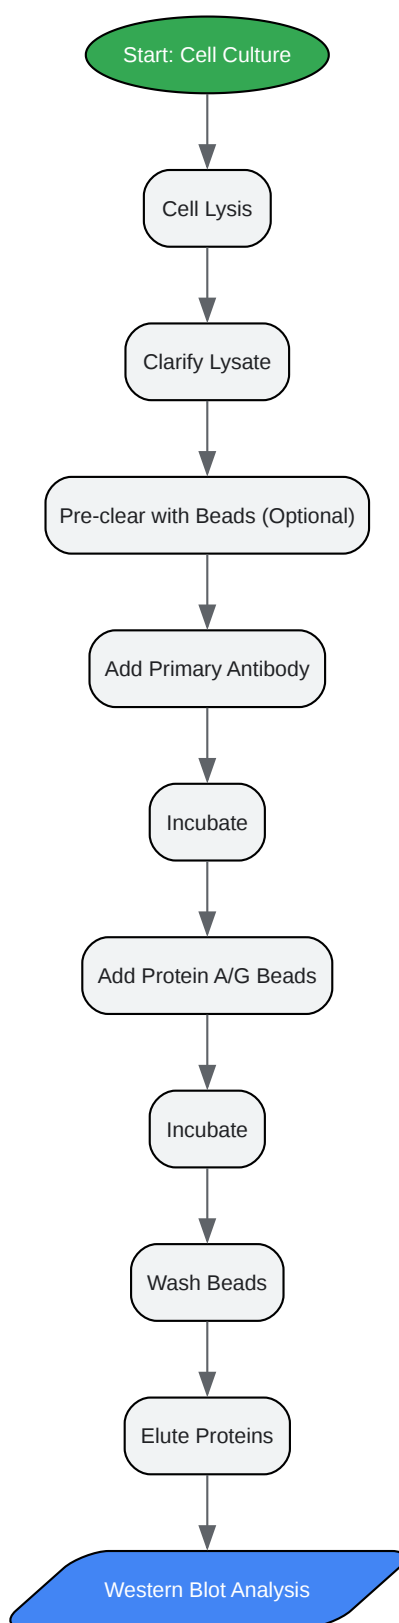 Start: Cell Culture
Cell Lysis
Clarify Lysate
Pre-clear with Beads (Optional)
Add Primary Antibody
Incubate
Add Protein A/G Beads
Incubate
Wash Beads
Elute Proteins
Western Blot Analysis